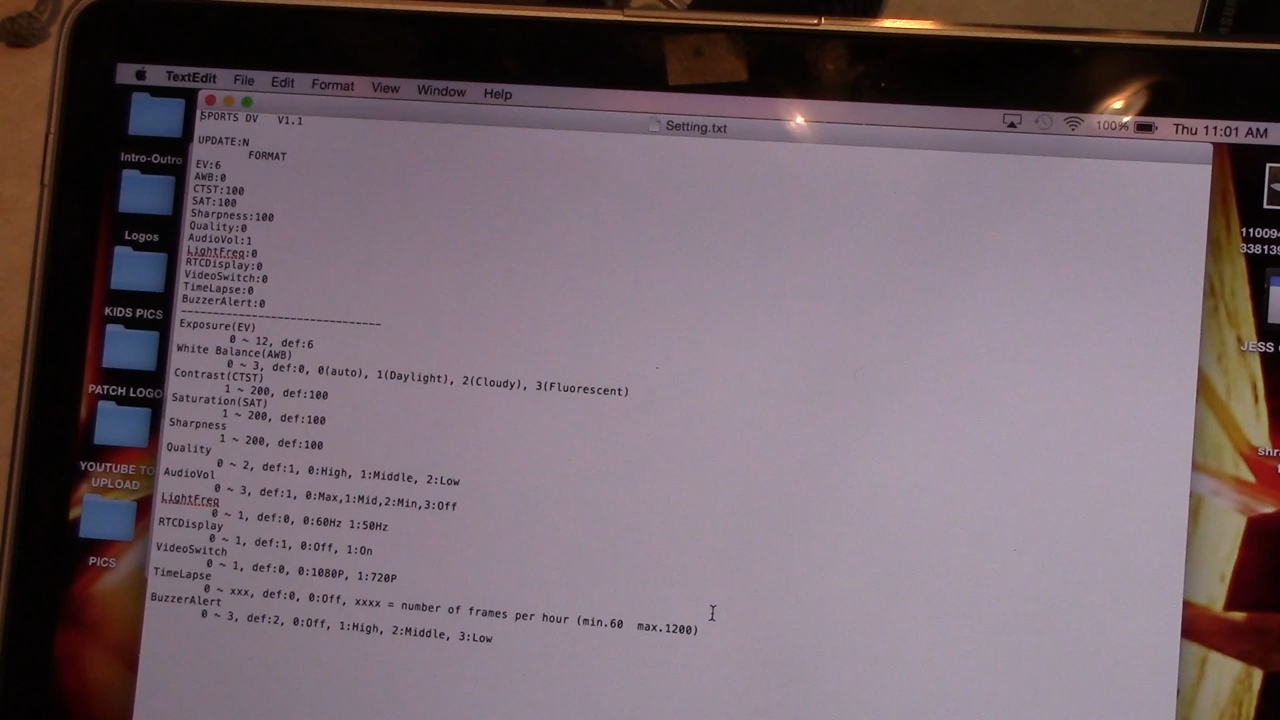 TextEdit File Edit Format View Window Help
100% Thu 11:01 AM
Setting.txt
SPORTS DV V1.1
UPDATE:N
FORMAT
EV:6
AWB:0
CTST:100
SAT:100
Sharpness:100
Quality:0
AudioVol:1
LightFreq:0
RTCDisplay:0
VideoSwitch:0
TimeLapse:0
BuzzerAlert:0
------------------------------
Exposure(EV)
0 ~ 12, def:6
White Balance(AWB)
0 ~ 3, def:0, 0(auto), 1(Daylight), 2(Cloudy), 3(Fluorescent)
Contrast(CTST)
1 ~ 200, def:100
Saturation(SAT)
1 ~ 200, def:100
Sharpness
1 ~ 200, def:100
Quality
0 ~ 2, def:1, 0:High, 1:Middle, 2:Low
AudioVol
0 ~ 3, def:1, 0:Max,1:Mid,2:Min,3:Off
LightFreq
0 ~ 1, def:0, 0:60Hz 1:50Hz
RTCDisplay
0 ~ 1, def:1, 0:Off, 1:On
VideoSwitch
0 ~ 1, def:0, 0:1080P, 1:720P
TimeLapse
0 ~ xxx, def:0, 0:Off, xxxx = number of frames per hour (min.60 max.1200)
BuzzerAlert
0 ~ 3, def:2, 0:Off, 1:High, 2:Middle, 3:Low
Intro-Outro
Logos
KIDS PICS
PATCH LOGO
YOUTUBE TO
UPLOAD
PICS
11009
33813
JESS
shr